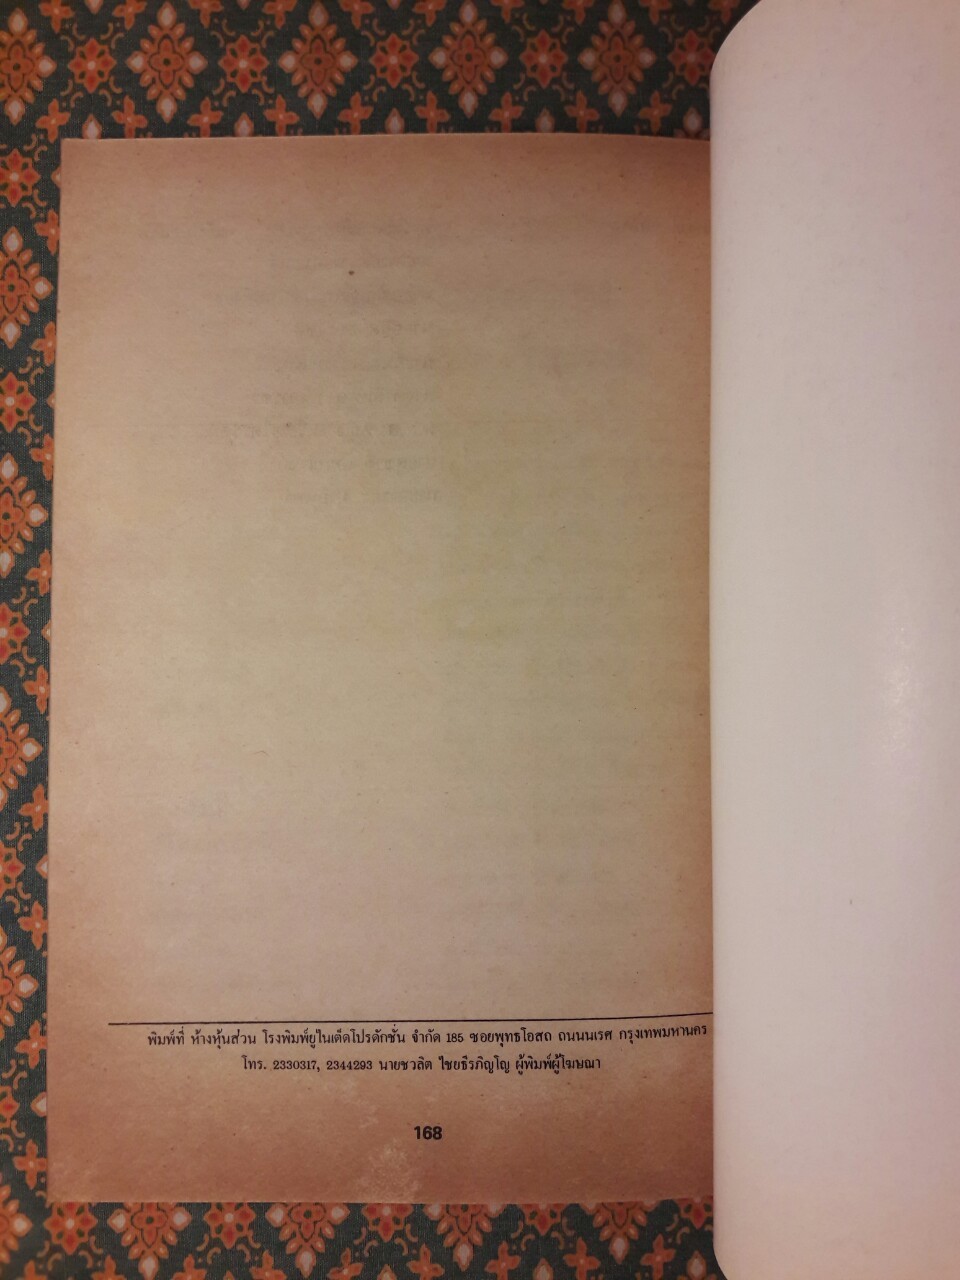 พิมพ์ที่ ห้างหุ้นส่วน โรงพิมพ์ยูไนเต็ดโปรดักชั่น จำกัด 185 ซอยพุทธโอสถ ถนนนเรศ กรุงเทพมหานคร
โทร. 2330317, 2344293 นายชวลิต ไชยธีรภิญโญ ผู้พิมพ์ผู้โฆษณา
168